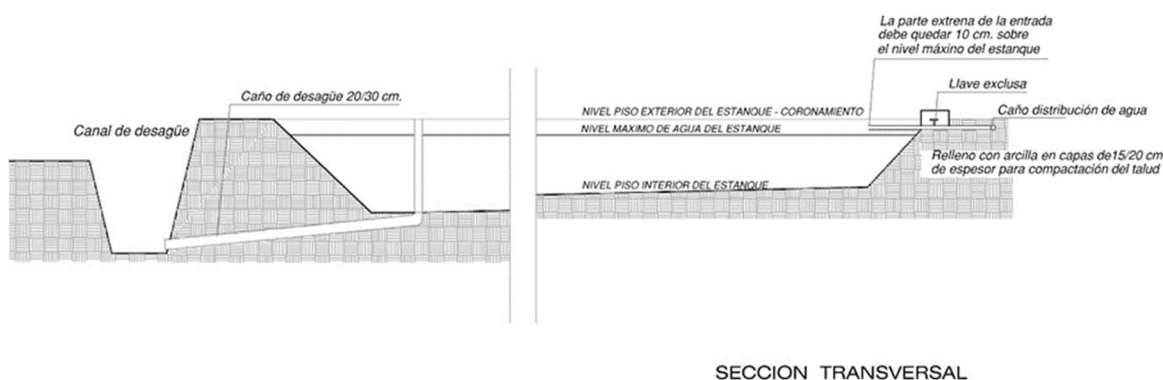 La parte extrena de la entrada
debe quedar 10 cm. sobre
el nivel máximo del estanque
Llave exclusa
Caño de desagüe 20/30 cm.
NIVEL PISO EXTERIOR DEL ESTANQUE - CORONAMIENTO
Caño distribución de agua
Canal de desagüe
NIVEL MAXIMO DE AGUA DEL ESTANQUE
Relleno con arcilla en capas de15/20 cm
de espesor para compactación del talud
NIVEL PISO INTERIOR DEL ESTANQUE
SECCION TRANSVERSAL